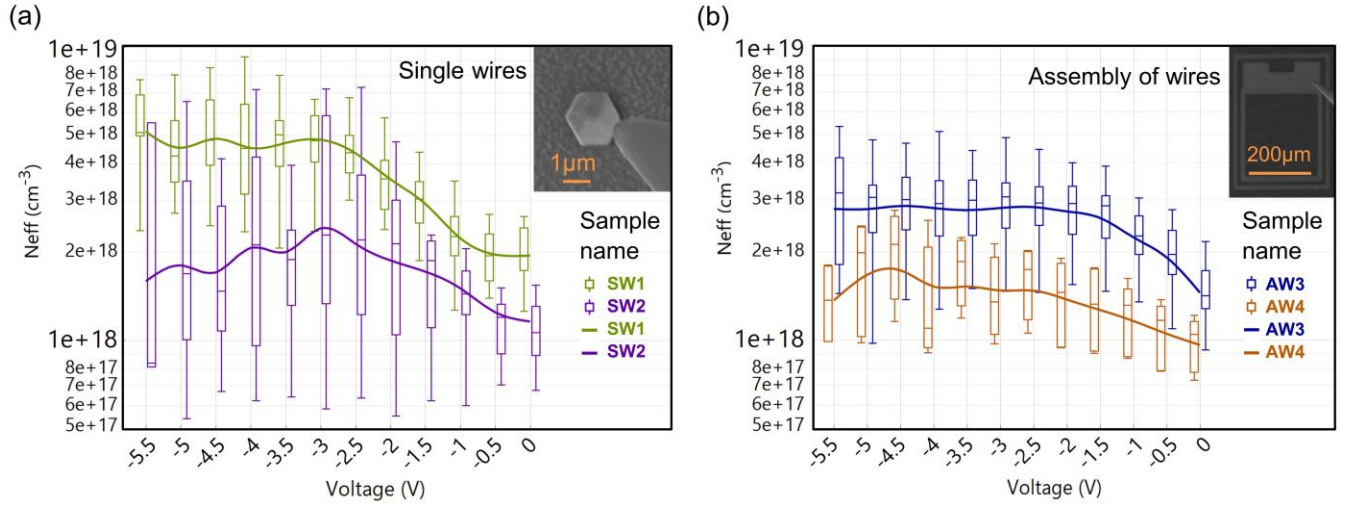 (a)
1e+19
8e+18
7e+18
6e+18
5e+18
4e+18
3e+18
2e+18
1e+18
8e+17
7e+17
6e+17
5e+17
Neff (cm⁻³)
Single wires
1µm
Sample
name
SW1
SW2
SW1
SW2
-5.5
-5
-4.5
-4
-3.5
-3
-2.5
-2
-1.5
-1
-0.5
0
Voltage (V)
(b)
1e+19
8e+18
7e+18
6e+18
5e+18
4e+18
3e+18
2e+18
1e+18
8e+17
7e+17
6e+17
5e+17
Neff (cm⁻³)
Assembly of wires
200µm
Sample
name
AW3
AW4
AW3
AW4
-5.5
-5
-4.5
-4
-3.5
-3
-2.5
-2
-1.5
-1
-0.5
0
Voltage (V)